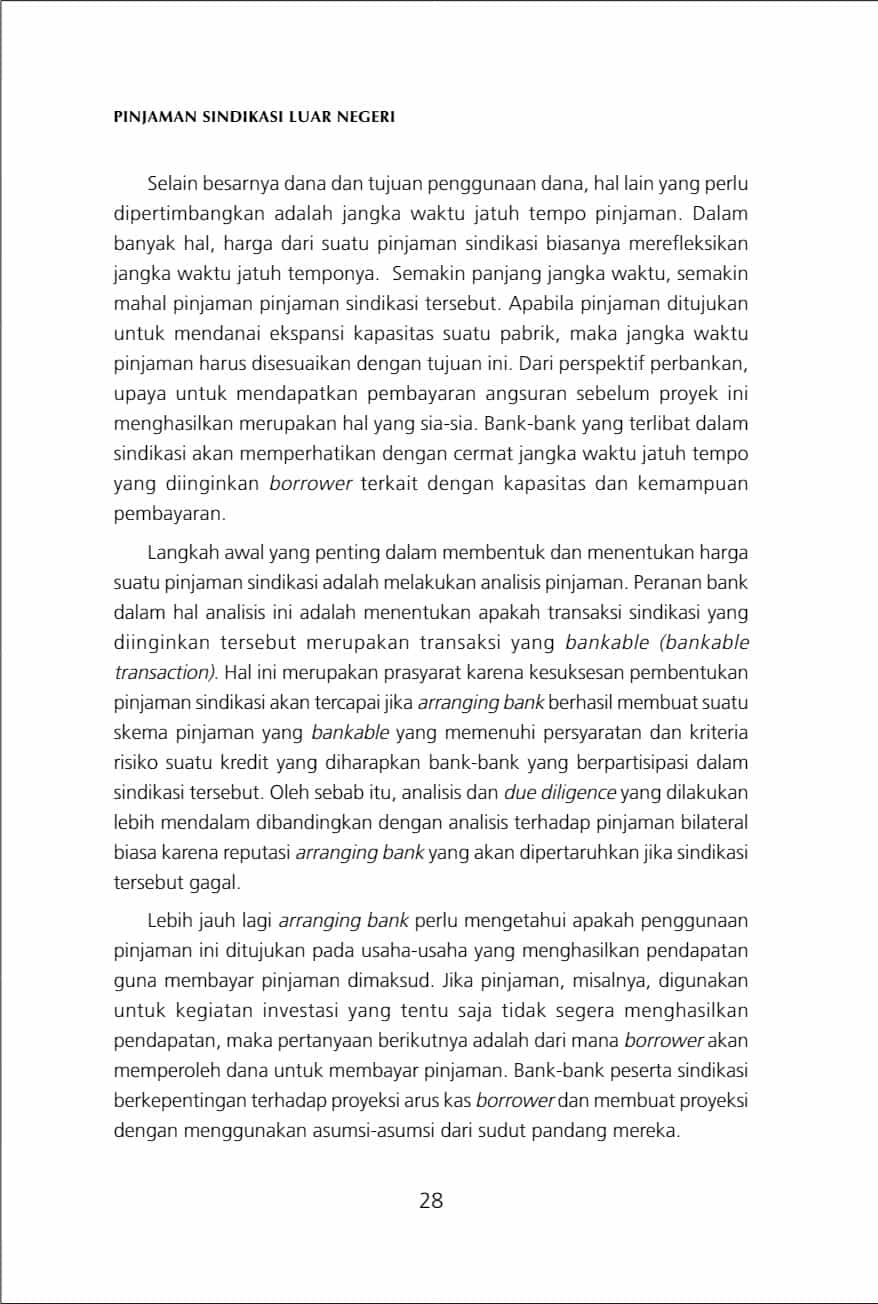 PINJAMAN SINDIKASI LUAR NEGERI
Selain besarnya dana dan tujuan penggunaan dana, hal lain yang perlu
dipertimbangkan adalah jangka waktu jatuh tempo pinjaman. Dalam
banyak hal, harga dari suatu pinjaman sindikasi biasanya merefleksikan
jangka waktu jatuh temponya.  Semakin panjang jangka waktu, semakin
mahal pinjaman pinjaman sindikasi tersebut. Apabila pinjaman ditujukan
untuk mendanai ekspansi kapasitas suatu pabrik, maka jangka waktu
pinjaman harus disesuaikan dengan tujuan ini. Dari perspektif perbankan,
upaya untuk mendapatkan pembayaran angsuran sebelum proyek ini
menghasilkan merupakan hal yang sia-sia. Bank-bank yang terlibat dalam
sindikasi akan memperhatikan dengan cermat jangka waktu jatuh tempo
yang diinginkan borrower terkait dengan kapasitas dan kemampuan
pembayaran.
Langkah awal yang penting dalam membentuk dan menentukan harga
suatu pinjaman sindikasi adalah melakukan analisis pinjaman. Peranan bank
dalam hal analisis ini adalah menentukan apakah transaksi sindikasi yang
diinginkan tersebut merupakan transaksi yang bankable (bankable
transaction). Hal ini merupakan prasyarat karena kesuksesan pembentukan
pinjaman sindikasi akan tercapai jika arranging bank berhasil membuat suatu
skema pinjaman yang bankable yang memenuhi persyaratan dan kriteria
risiko suatu kredit yang diharapkan bank-bank yang berpartisipasi dalam
sindikasi tersebut. Oleh sebab itu, analisis dan due diligence yang dilakukan
lebih mendalam dibandingkan dengan analisis terhadap pinjaman bilateral
biasa karena reputasi arranging bank yang akan dipertaruhkan jika sindikasi
tersebut gagal.
Lebih jauh lagi arranging bank perlu mengetahui apakah penggunaan
pinjaman ini ditujukan pada usaha-usaha yang menghasilkan pendapatan
guna membayar pinjaman dimaksud. Jika pinjaman, misalnya, digunakan
untuk kegiatan investasi yang tentu saja tidak segera menghasilkan
pendapatan, maka pertanyaan berikutnya adalah dari mana borrower akan
memperoleh dana untuk membayar pinjaman. Bank-bank peserta sindikasi
berkepentingan terhadap proyeksi arus kas borrower dan membuat proyeksi
dengan menggunakan asumsi-asumsi dari sudut pandang mereka.
28